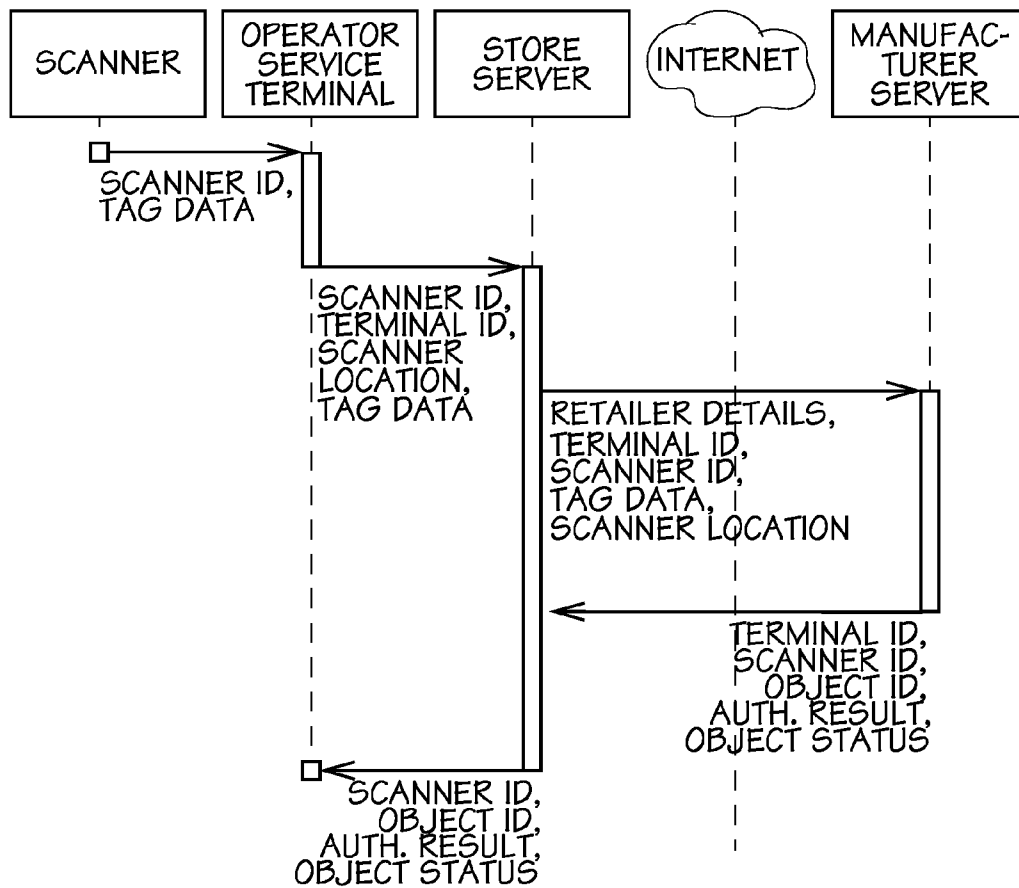 SCANNER
OPERATOR
SERVICE
TERMINAL
STORE
SERVER
INTERNET
MANUFAC-
TURER
SERVER
SCANNER ID,
TAG DATA
SCANNER ID,
TERMINAL ID,
SCANNER
LOCATION,
TAG DATA
RETAILER DETAILS,
TERMINAL ID,
SCANNER ID,
TAG DATA,
SCANNER LOCATION
TERMINAL ID,
SCANNER ID,
OBJECT ID,
AUTH. RESULT,
OBJECT STATUS
SCANNER ID,
OBJECT ID,
AUTH. RESULT,
OBJECT STATUS